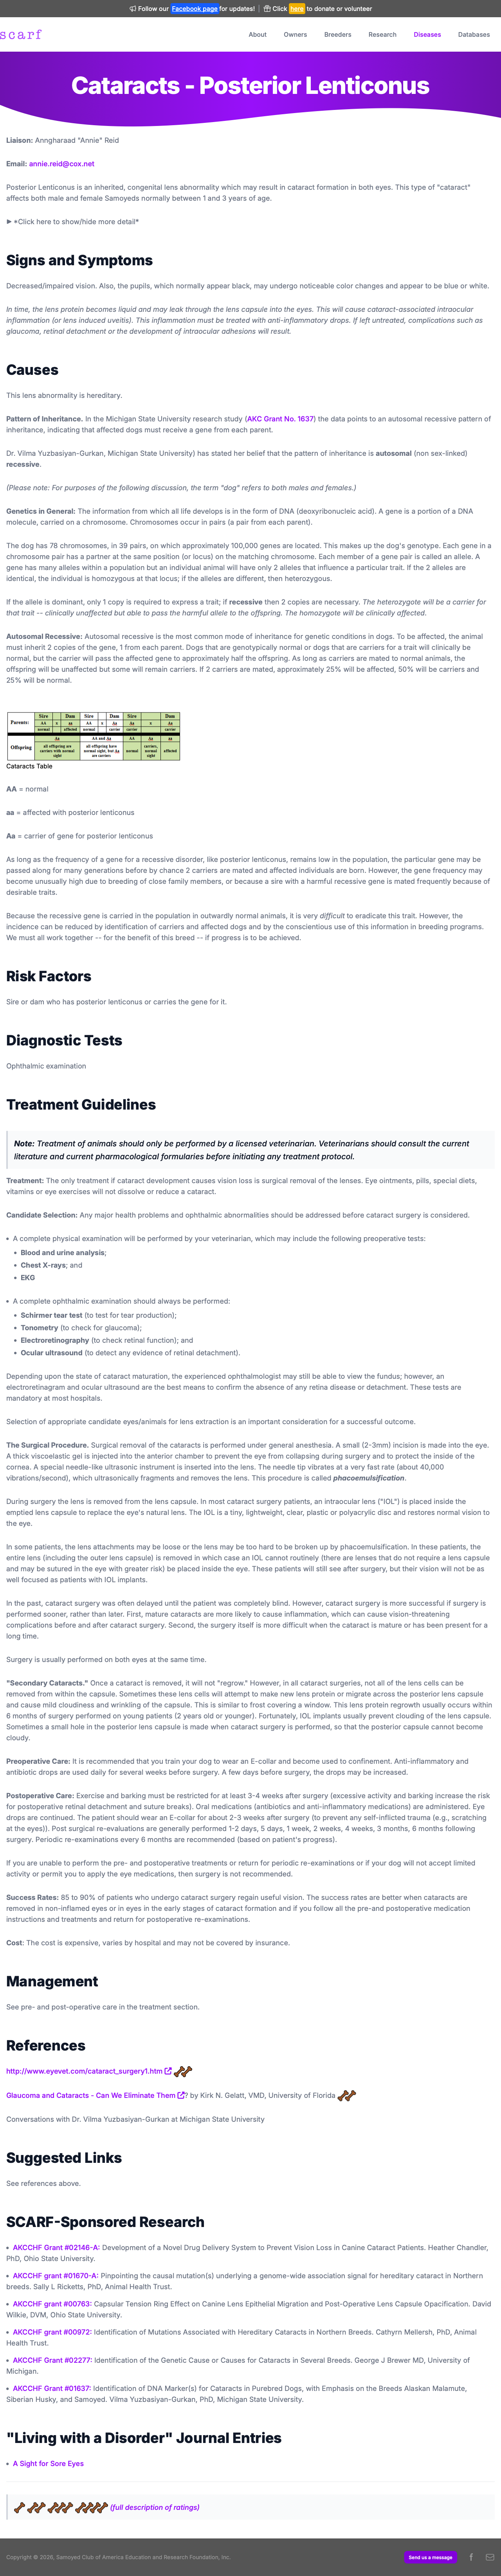 Follow our Facebook page for updates! | Click here to donate or volunteer
scarf
About Owners Breeders Research Diseases Databases
Cataracts - Posterior Lenticonus
Liaison: Anngharaad "Annie" Reid
Email: annie.reid@cox.net
Posterior Lenticonus is an inherited, congenital lens abnormality which may result in cataract formation in both eyes. This type of "cataract"
affects both male and female Samoyeds normally between 1 and 3 years of age.
▶ *Click here to show/hide more detail*
Signs and Symptoms
Decreased/impaired vision. Also, the pupils, which normally appear black, may undergo noticeable color changes and appear to be blue or white.
In time, the lens protein becomes liquid and may leak through the lens capsule into the eyes. This will cause cataract-associated intraocular
inflammation (or lens induced uveitis). This inflammation must be treated with anti-inflammatory drops. If left untreated, complications such as
glaucoma, retinal detachment or the development of intraocular adhesions will result.
Causes
This lens abnormality is hereditary.
Pattern of Inheritance. In the Michigan State University research study (AKC Grant No. 1637) the data points to an autosomal recessive pattern of
inheritance, indicating that affected dogs must receive a gene from each parent.
Dr. Vilma Yuzbasiyan-Gurkan, Michigan State University) has stated her belief that the pattern of inheritance is autosomal (non sex-linked)
recessive.
(Please note: For purposes of the following discussion, the term "dog" refers to both males and females.)
Genetics in General: The information from which all life develops is in the form of DNA (deoxyribonucleic acid). A gene is a portion of a DNA
molecule, carried on a chromosome. Chromosomes occur in pairs (a pair from each parent).
The dog has 78 chromosomes, in 39 pairs, on which approximately 100,000 genes are located. This makes up the dog's genotype. Each gene in a
chromosome pair has a partner at the same position (or locus) on the matching chromosome. Each member of a gene pair is called an allele. A
gene has many alleles within a population but an individual animal will have only 2 alleles that influence a particular trait. If the 2 alleles are
identical, the individual is homozygous at that locus; if the alleles are different, then heterozygous.
If the allele is dominant, only 1 copy is required to express a trait; if recessive then 2 copies are necessary. The heterozygote will be a carrier for
that trait -- clinically unaffected but able to pass the harmful allele to the offspring. The homozygote will be clinically affected.
Autosomal Recessive: Autosomal recessive is the most common mode of inheritance for genetic conditions in dogs. To be affected, the animal
must inherit 2 copies of the gene, 1 from each parent. Dogs that are genotypically normal or dogs that are carriers for a trait will clinically be
normal, but the carrier will pass the affected gene to approximately half the offspring. As long as carriers are mated to normal animals, the
offspring will be unaffected but some will remain carriers. If 2 carriers are mated, approximately 25% will be affected, 50% will be carriers and
25% will be normal.
Parents: Sire Dam Sire Dam Sire Dam
AA x aa AA x Aa Aa x Aa
normal affected normal carrier carrier carrier
Offspring Aa AA and Aa AA Aa aa
all offspring are carriers with normal sight all offspring have normal sight, but Aa are carriers normal carrier, normal sight affected
Cataracts Table
AA = normal
aa = affected with posterior lenticonus
Aa = carrier of gene for posterior lenticonus
As long as the frequency of a gene for a recessive disorder, like posterior lenticonus, remains low in the population, the particular gene may be
passed along for many generations before by chance 2 carriers are mated and affected individuals are born. However, the gene frequency may
become unusually high due to breeding of close family members, or because a sire with a harmful recessive gene is mated frequently because of
desirable traits.
Because the recessive gene is carried in the population in outwardly normal animals, it is very difficult to eradicate this trait. However, the
incidence can be reduced by identification of carriers and affected dogs and by the conscientious use of this information in breeding programs.
We must all work together -- for the benefit of this breed -- if progress is to be achieved.
Risk Factors
Sire or dam who has posterior lenticonus or carries the gene for it.
Diagnostic Tests
Ophthalmic examination
Treatment Guidelines
Note: Treatment of animals should only be performed by a licensed veterinarian. Veterinarians should consult the current
literature and current pharmacological formularies before initiating any treatment protocol.
Treatment: The only treatment if cataract development causes vision loss is surgical removal of the lenses. Eye ointments, pills, special diets,
vitamins or eye exercises will not dissolve or reduce a cataract.
Candidate Selection: Any major health problems and ophthalmic abnormalities should be addressed before cataract surgery is considered.
• A complete physical examination will be performed by your veterinarian, which may include the following preoperative tests:
• Blood and urine analysis;
• Chest X-rays; and
• EKG
• A complete ophthalmic examination should always be performed:
• Schirmer tear test (to test for tear production);
• Tonometry (to check for glaucoma);
• Electroretinography (to check retinal function); and
• Ocular ultrasound (to detect any evidence of retinal detachment).
Depending upon the state of cataract maturation, the experienced ophthalmologist may still be able to view the fundus; however, an
electroretinagram and ocular ultrasound are the best means to confirm the absence of any retina disease or detachment. These tests are
mandatory at most hospitals.
Selection of appropriate candidate eyes/animals for lens extraction is an important consideration for a successful outcome.
The Surgical Procedure. Surgical removal of the cataracts is performed under general anesthesia. A small (2-3mm) incision is made into the eye.
A thick viscoelastic gel is injected into the anterior chamber to prevent the eye from collapsing during surgery and to protect the inside of the
cornea. A special needle-like ultrasonic instrument is inserted into the lens. The needle tip vibrates at a very fast rate (about 40,000
vibrations/second), which ultrasonically fragments and removes the lens. This procedure is called phacoemulsification.
During surgery the lens is removed from the lens capsule. In most cataract surgery patients, an intraocular lens ("IOL") is placed inside the
emptied lens capsule to replace the eye's natural lens. The IOL is a tiny, lightweight, clear, plastic or polyacrylic disc and restores normal vision to
the eye.
In some patients, the lens attachments may be loose or the lens may be too hard to be broken up by phacoemulsification. In these patients, the
entire lens (including the outer lens capsule) is removed in which case an IOL cannot routinely (there are lenses that do not require a lens capsule
and may be sutured in the eye with greater risk) be placed inside the eye. These patients will still see after surgery, but their vision will not be as
well focused as patients with IOL implants.
In the past, cataract surgery was often delayed until the patient was completely blind. However, cataract surgery is more successful if surgery is
performed sooner, rather than later. First, mature cataracts are more likely to cause inflammation, which can cause vision-threatening
complications before and after cataract surgery. Second, the surgery itself is more difficult when the cataract is mature or has been present for a
long time.
Surgery is usually performed on both eyes at the same time.
"Secondary Cataracts." Once a cataract is removed, it will not "regrow." However, in all cataract surgeries, not all of the lens cells can be
removed from within the capsule. Sometimes these lens cells will attempt to make new lens protein or migrate across the posterior lens capsule
and cause mild cloudiness and wrinkling of the capsule. This is similar to frost covering a window. This lens protein regrowth usually occurs within
6 months of surgery performed on young patients (2 years old or younger). Fortunately, IOL implants usually prevent clouding of the lens capsule.
Sometimes a small hole in the posterior lens capsule is made when cataract surgery is performed, so that the posterior capsule cannot become
cloudy.
Preoperative Care: It is recommended that you train your dog to wear an E-collar and become used to confinement. Anti-inflammatory and
antibiotic drops are used daily for several weeks before surgery. A few days before surgery, the drops may be increased.
Postoperative Care: Exercise and barking must be restricted for at least 3-4 weeks after surgery (excessive activity and barking increase the risk
for postoperative retinal detachment and suture breaks). Oral medications (antibiotics and anti-inflammatory medications) are administered. Eye
drops are continued. The patient should wear an E-collar for about 2-3 weeks after surgery (to prevent any self-inflicted trauma (e.g., scratching
at the eyes)). Post surgical re-evaluations are generally performed 1-2 days, 5 days, 1 week, 2 weeks, 4 weeks, 3 months, 6 months following
surgery. Periodic re-examinations every 6 months are recommended (based on patient's progress).
If you are unable to perform the pre- and postoperative treatments or return for periodic re-examinations or if your dog will not accept limited
activity or permit you to apply the eye medications, then surgery is not recommended.
Success Rates: 85 to 90% of patients who undergo cataract surgery regain useful vision. The success rates are better when cataracts are
removed in non-inflamed eyes or in eyes in the early stages of cataract formation and if you follow all the pre-and postoperative medication
instructions and treatments and return for postoperative re-examinations.
Cost: The cost is expensive, varies by hospital and may not be covered by insurance.
Management
See pre- and post-operative care in the treatment section.
References
http://www.eyevet.com/cataract_surgery1.htm
Glaucoma and Cataracts - Can We Eliminate Them ? by Kirk N. Gelatt, VMD, University of Florida
Conversations with Dr. Vilma Yuzbasiyan-Gurkan at Michigan State University
Suggested Links
See references above.
SCARF-Sponsored Research
• AKCCHF Grant #02146-A: Development of a Novel Drug Delivery System to Prevent Vision Loss in Canine Cataract Patients. Heather Chandler,
PhD, Ohio State University.
• AKCCHF grant #01670-A: Pinpointing the causal mutation(s) underlying a genome-wide association signal for hereditary cataract in Northern
breeds. Sally L Ricketts, PhD, Animal Health Trust.
• AKCCHF grant #00763: Capsular Tension Ring Effect on Canine Lens Epithelial Migration and Post-Operative Lens Capsule Opacification. David
Wilkie, DVM, Ohio State University.
• AKCCHF grant #00972: Identification of Mutations Associated with Hereditary Cataracts in Northern Breeds. Cathyrn Mellersh, PhD, Animal
Health Trust.
• AKCCHF Grant #02277: Identification of the Genetic Cause or Causes for Cataracts in Several Breeds. George J Brewer MD, University of
Michigan.
• AKCCHF Grant #01637: Identification of DNA Marker(s) for Cataracts in Purebred Dogs, with Emphasis on the Breeds Alaskan Malamute,
Siberian Husky, and Samoyed. Vilma Yuzbasiyan-Gurkan, PhD, Michigan State University.
"Living with a Disorder" Journal Entries
• A Sight for Sore Eyes
(full description of ratings)
Copyright © 2026, Samoyed Club of America Education and Research Foundation, Inc.
Send us a message